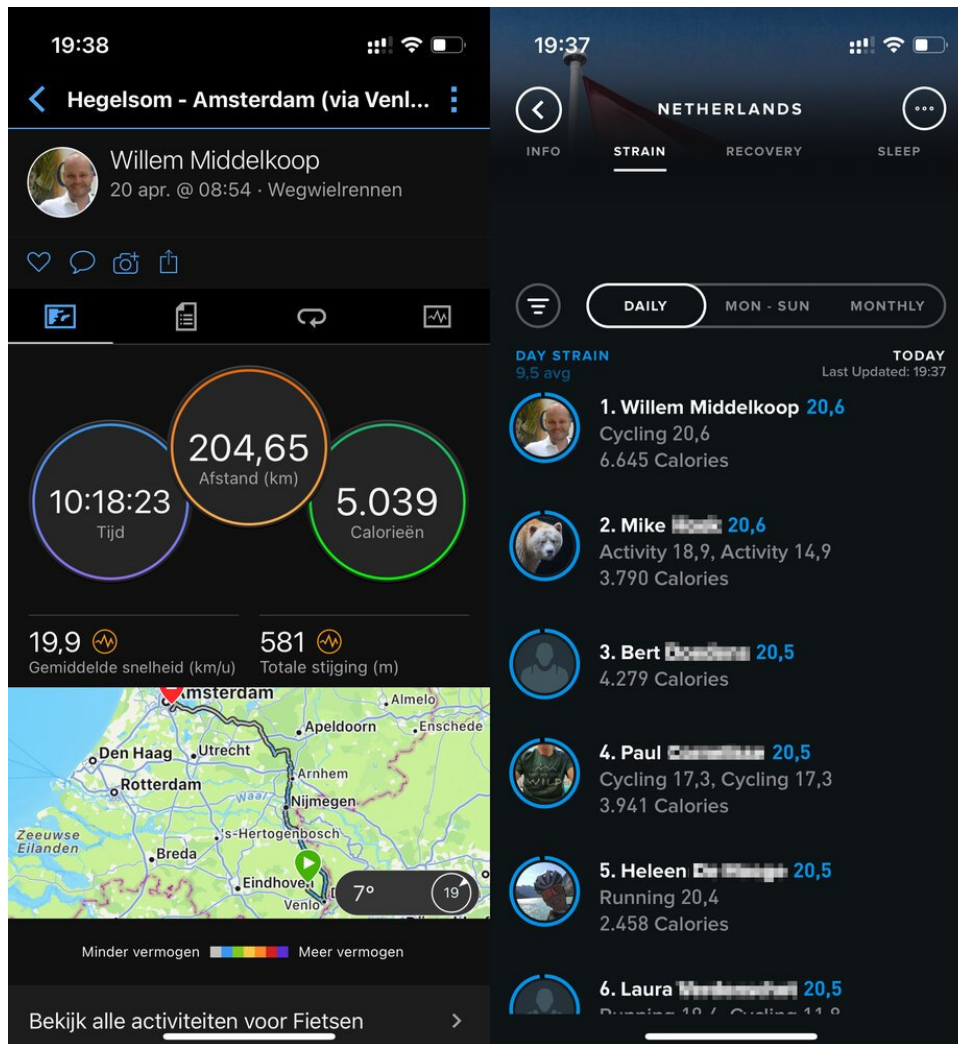 19:38
Hegelsom - Amsterdam (via Venl...
Willem Middelkoop
20 apr. @ 08:54 · Wegwielrennen
204,65
Afstand (km)
10:18:23
Tijd
5.039
Calorieën
19,9
Gemiddelde snelheid (km/u)
581
Totale stijging (m)
Amsterdam
Almelo
Apeldoorn
Enschede
Den Haag
Utrecht
Arnhem
Rotterdam
Waal
Nijmegen
's-Hertogenbosch
Zeeuwse
Eilanden
Breda
Eindhoven
Venlo
7°
19
Minder vermogen
Meer vermogen
Bekijk alle activiteiten voor Fietsen
19:37
NETHERLANDS
INFO
STRAIN
RECOVERY
SLEEP
DAILY
MON - SUN
MONTHLY
DAY STRAIN
9,5 avg
TODAY
Last Updated: 19:37
1. Willem Middelkoop 20,6
Cycling 20,6
6.645 Calories
2. Mike 20,6
Activity 18,9, Activity 14,9
3.790 Calories
3. Bert 20,5
4.279 Calories
4. Paul 20,5
Cycling 17,3, Cycling 17,3
3.941 Calories
5. Heleen 20,5
Running 20,4
2.458 Calories
6. Laura 20,5